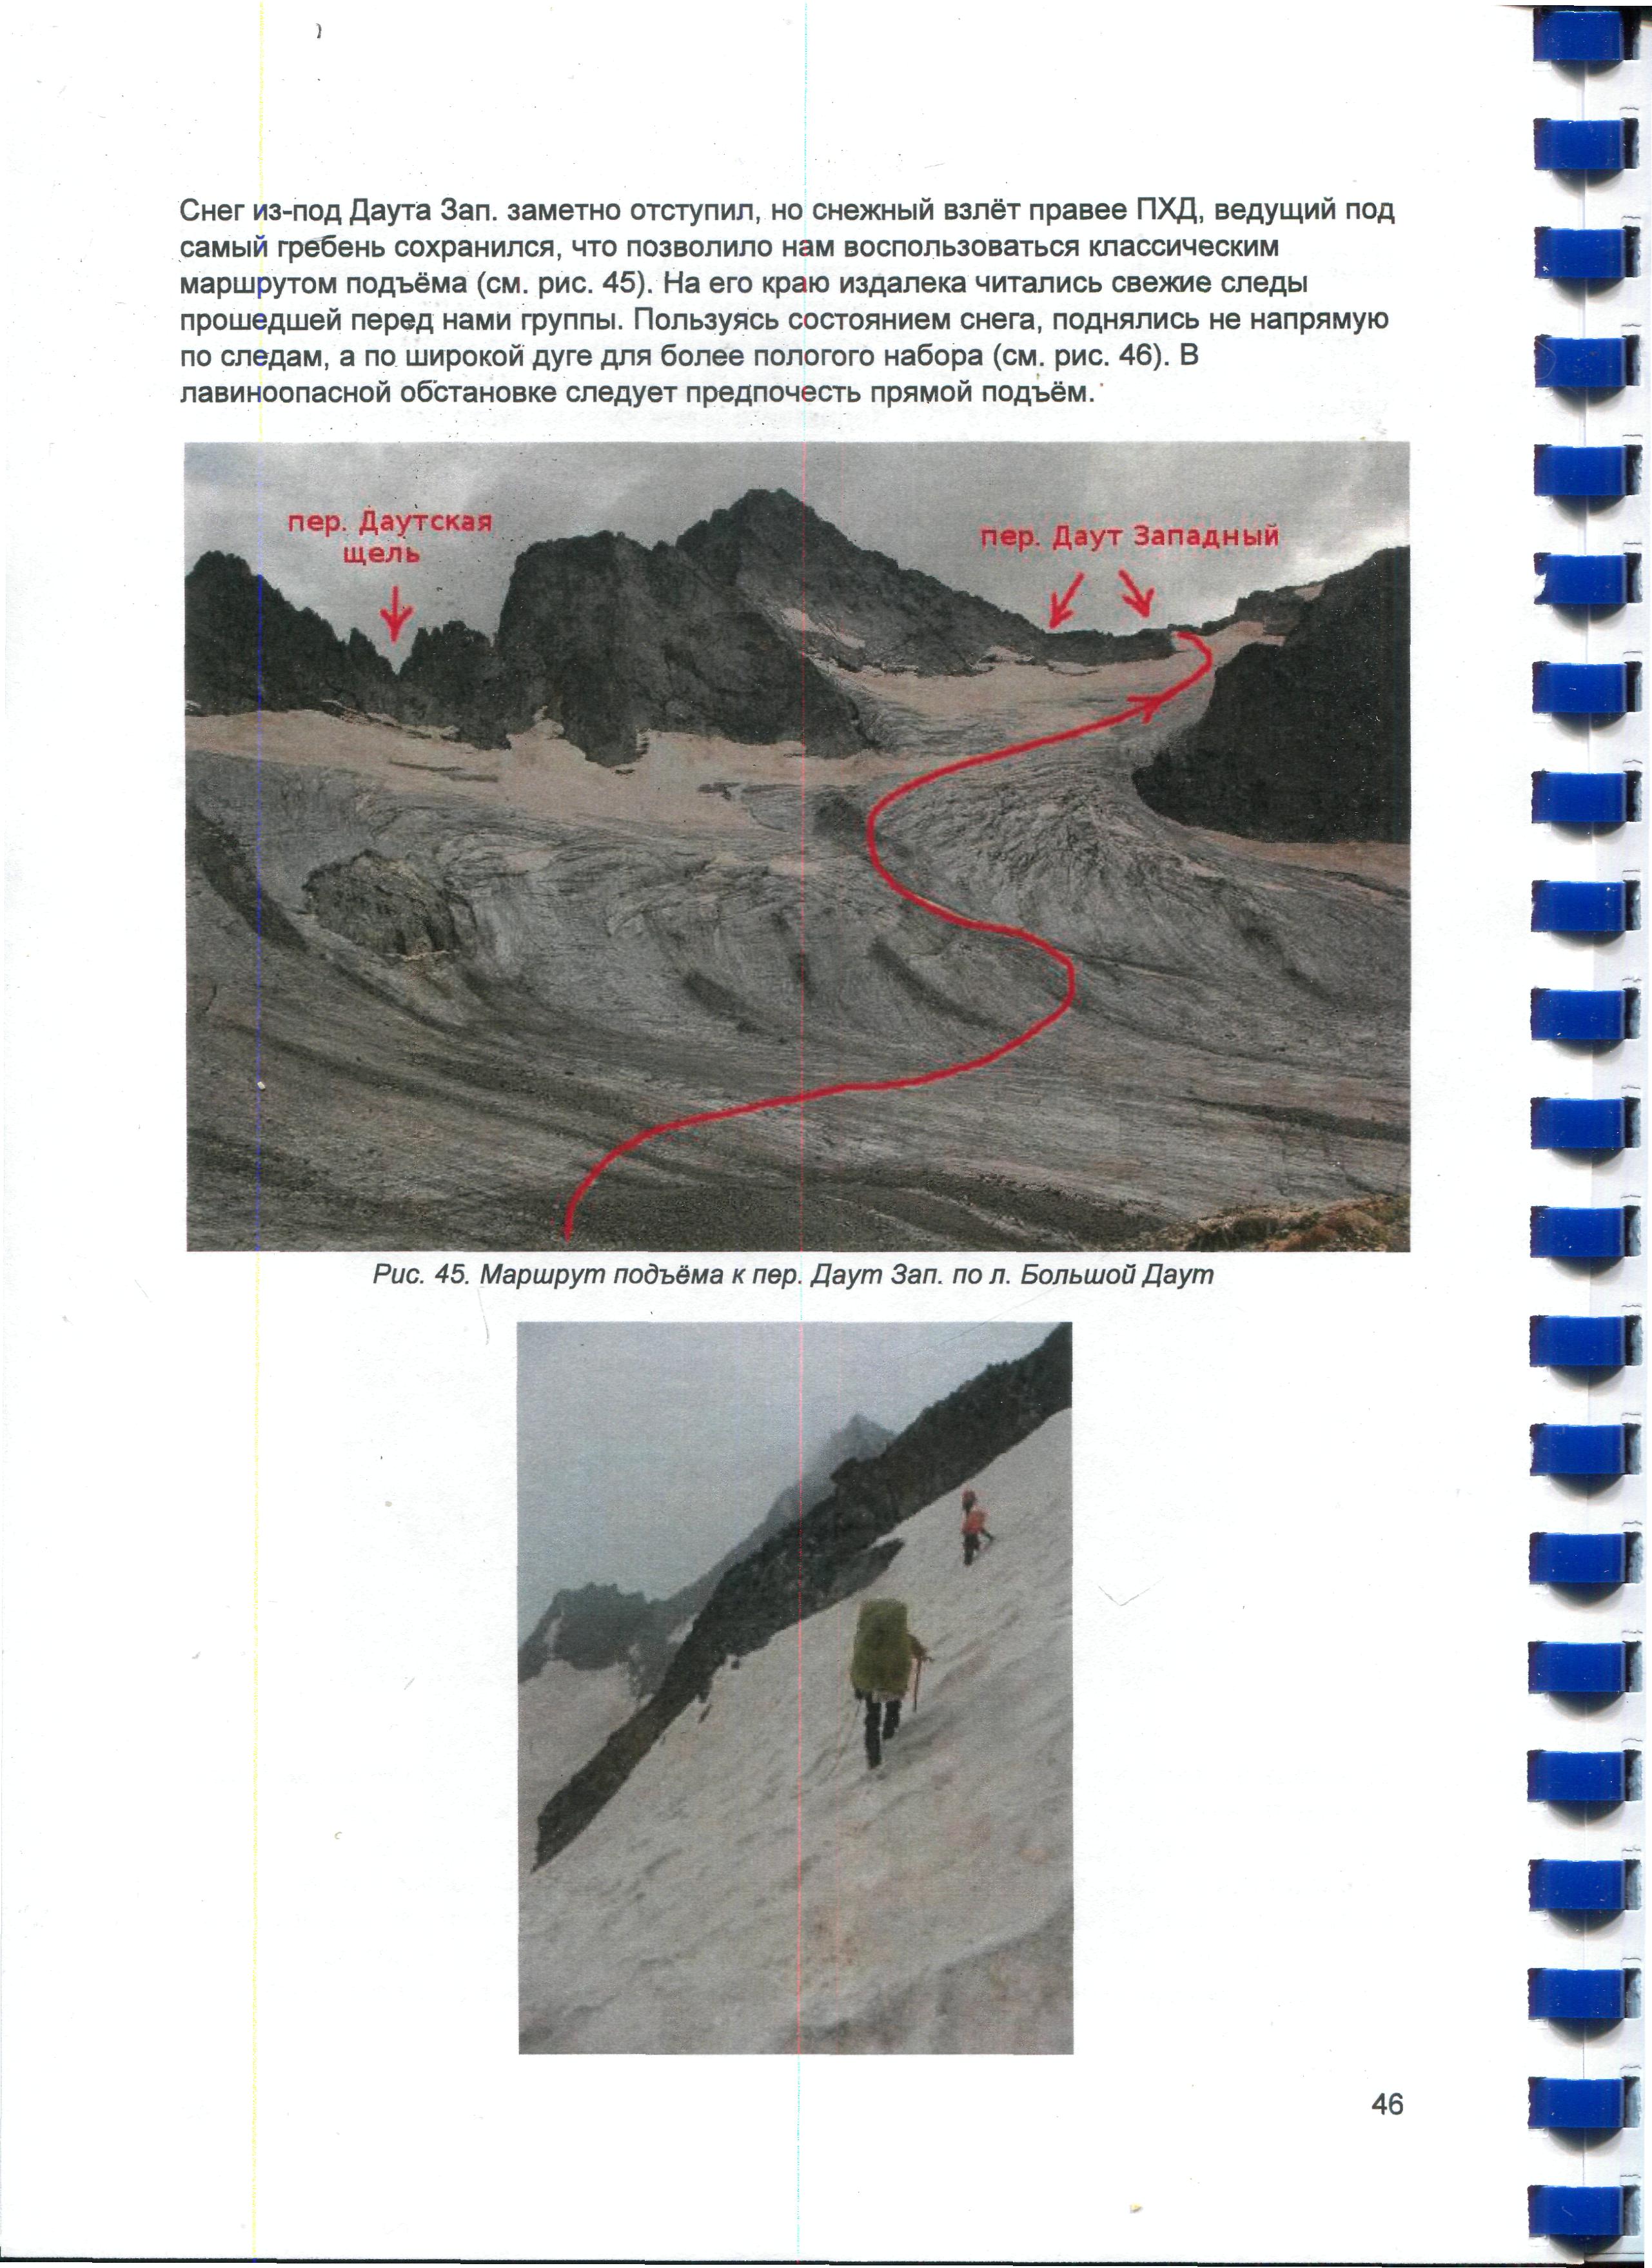 Снег из-под Даута Зап. заметно отступил, но снежный взлёт правее ПХД, ведущий под
самый гребень сохранился, что позволило нам воспользоваться классическим
маршрутом подъёма (см. рис. 45). На его краю издалека читались свежие следы
прошедшей перед нами группы. Пользуясь состоянием снега, поднялись не напрямую
по следам, а по широкой дуге для более пологого набора (см. рис. 46). В
лавиноопасной обстановке следует предпочесть прямой подъём.
пер. Даутская
щель
пер. Даут Западный
Рис. 45. Маршрут подъёма к пер. Даут Зап. по л. Большой Даут
46